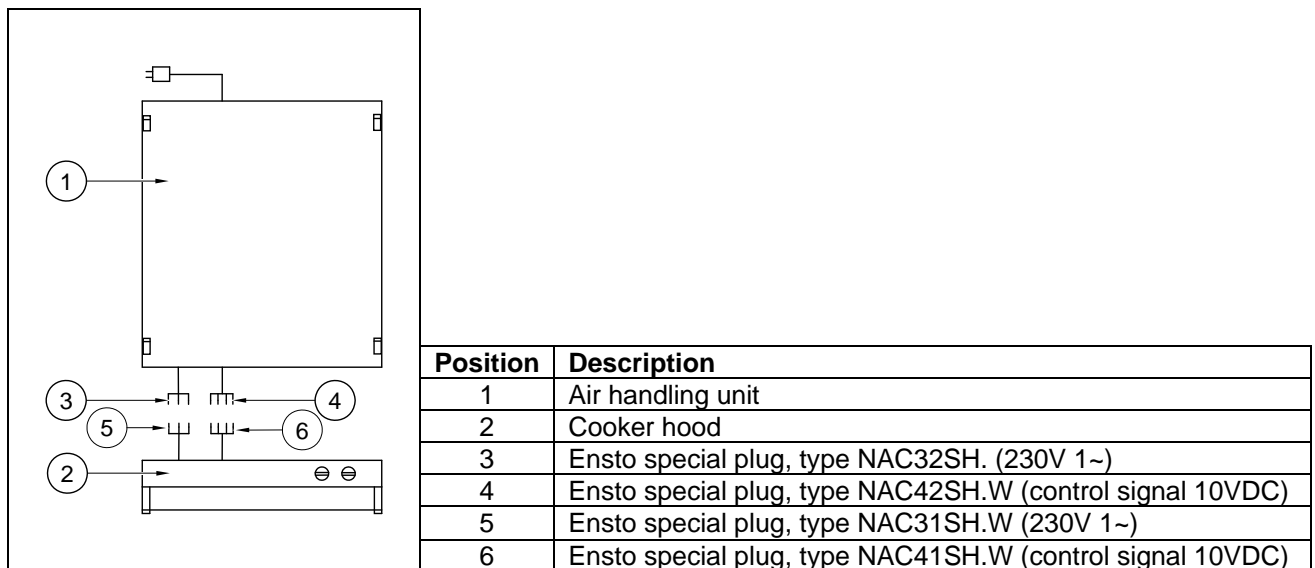 1
3
4
5
6
2
Position Description
1 Air handling unit
2 Cooker hood
3 Ensto special plug, type NAC32SH. (230V 1~)
4 Ensto special plug, type NAC42SH.W (control signal 10VDC)
5 Ensto special plug, type NAC31SH.W (230V 1~)
6 Ensto special plug, type NAC41SH.W (control signal 10VDC)